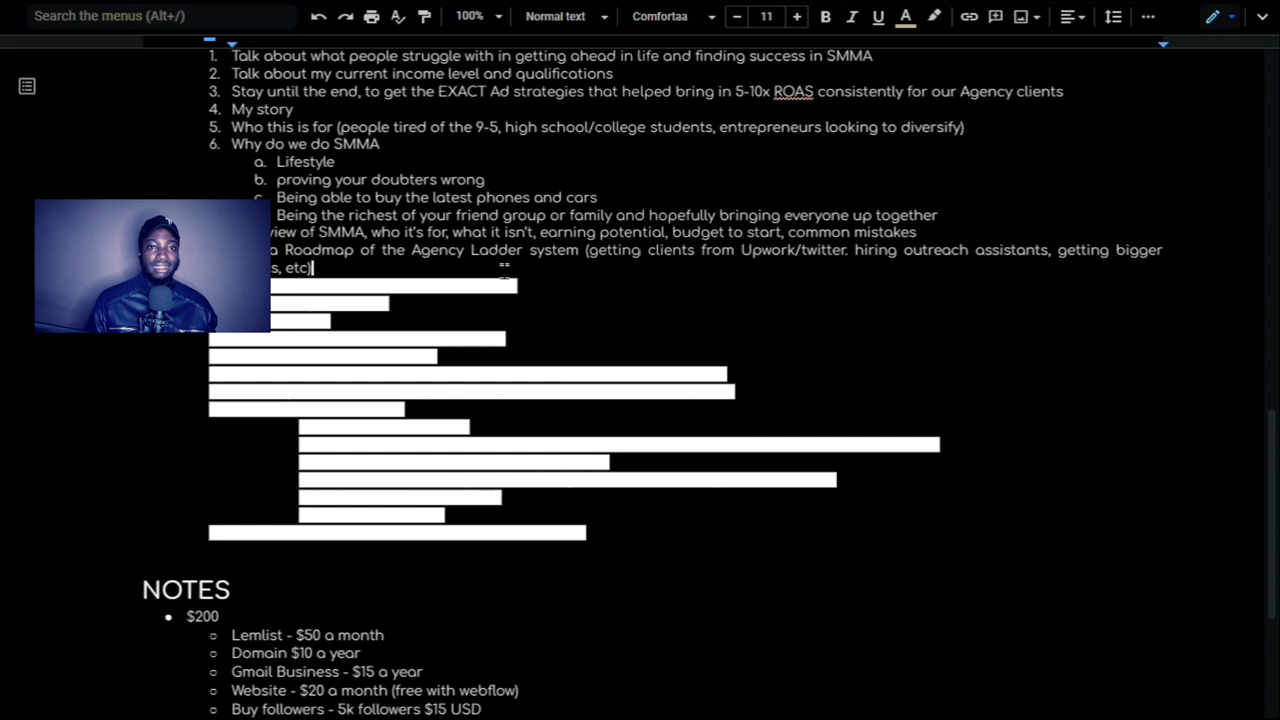 Search the menus (Alt+/)
100%
Normal text
Comfortaa
11
B I U A
1. Talk about what people struggle with in getting ahead in life and finding success in SMMA
2. Talk about my current income level and qualifications
3. Stay until the end, to get the EXACT Ad strategies that helped bring in 5-10x ROAS consistently for our Agency clients
4. My story
5. Who this is for (people tired of the 9-5, high school/college students, entrepreneurs looking to diversify)
6. Why do we do SMMA
a. Lifestyle
b. proving your doubters wrong
Being able to buy the latest phones and cars
Being the richest of your friend group or family and hopefully bringing everyone up together
of SMMA, who it's for, what it isn't, earning potential, budget to start, common mistakes
a Roadmap of the Agency Ladder system (getting clients from Upwork/twitter. hiring outreach assistants, getting bigger
etc)
NOTES
• $200
○ Lemlist - $50 a month
○ Domain $10 a year
○ Gmail Business - $15 a year
○ Website - $20 a month (free with webflow)
○ Buy followers - 5k followers $15 USD